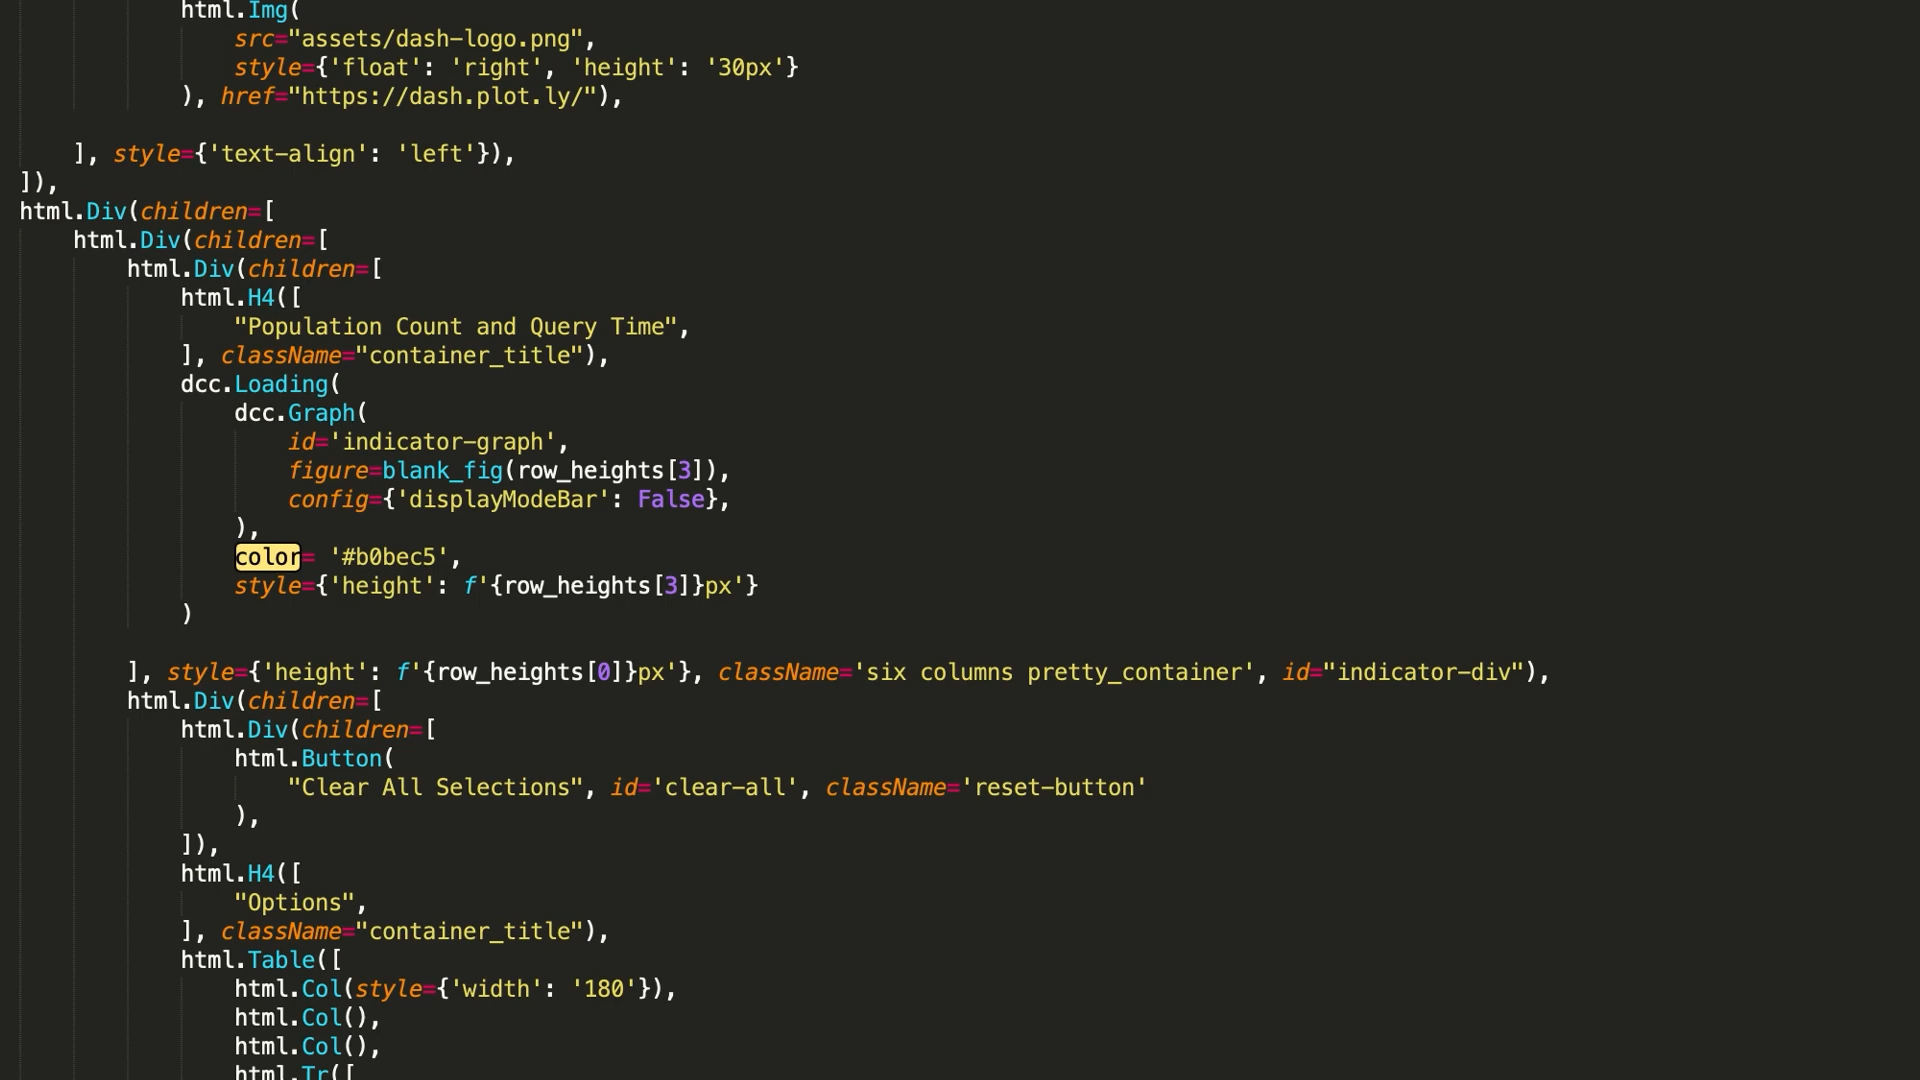 html.Img(
src="assets/dash-logo.png",
style={'float': 'right', 'height': '30px'}
), href="https://dash.plot.ly/"),
], style={'text-align': 'left'}),
]),
html.Div(children=[
html.Div(children=[
html.Div(children=[
html.H4([
"Population Count and Query Time",
], className="container_title"),
dcc.Loading(
dcc.Graph(
id='indicator-graph',
figure=blank_fig(row_heights[3]),
config={'displayModeBar': False},
),
color= '#b0bec5',
style={'height': f'{row_heights[3]}px'}
)
], style={'height': f'{row_heights[0]}px'}, className='six columns pretty_container', id="indicator-div"),
html.Div(children=[
html.Div(children=[
html.Button(
"Clear All Selections", id='clear-all', className='reset-button'
),
]),
html.H4([
"Options",
], className="container_title"),
html.Table([
html.Col(style={'width': '180'}),
html.Col(),
html.Col(),
html.Tr([